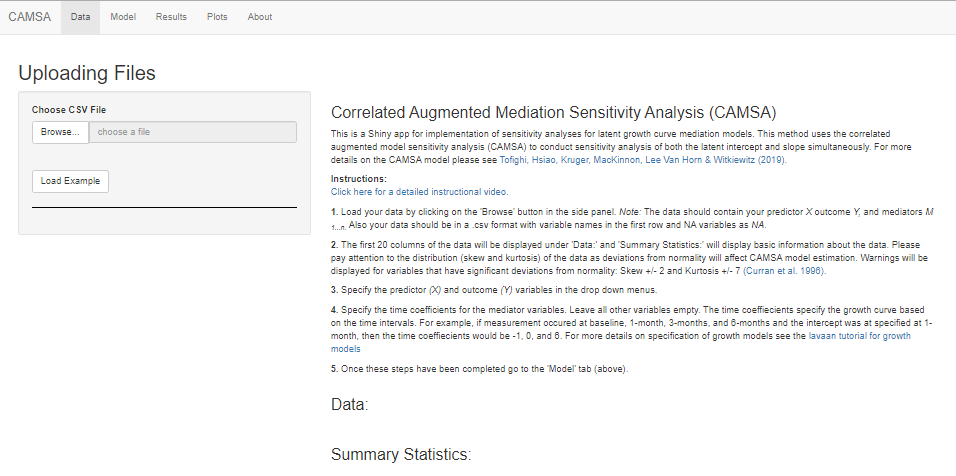 CAMSA Data Model Results Plots About
Uploading Files
Choose CSV File
Browse... choose a file
Load Example
Correlated Augmented Mediation Sensitivity Analysis (CAMSA)
This is a Shiny app for implementation of sensitivity analyses for latent growth curve mediation models. This method uses the correlated
augmented model sensitivity analysis (CAMSA) to conduct sensitivity analysis of both the latent intercept and slope simultaneously. For more
details on the CAMSA model please see Tofighi, Hsiao, Kruger, MacKinnon, Lee Van Horn & Witkiewitz (2019).
Instructions:
Click here for a detailed instructional video.
1. Load your data by clicking on the 'Browse' button in the side panel. Note: The data should contain your predictor X outcome Y, and mediators M
1...n. Also your data should be in a .csv format with variable names in the first row and NA variables as NA.
2. The first 20 columns of the data will be displayed under 'Data:' and 'Summary Statistics:' will display basic information about the data. Please
pay attention to the distribution (skew and kurtosis) of the data as deviations from normality will affect CAMSA model estimation. Warnings will be
displayed for variables that have significant deviations from normality: Skew +/- 2 and Kurtosis +/- 7 (Curran et al. 1996).
3. Specify the predictor (X) and outcome (Y) variables in the drop down menus.
4. Specify the time coefficients for the mediator variables. Leave all other variables empty. The time coeffiecients specify the growth curve based
on the time intervals. For example, if measurement occured at baseline, 1-month, 3-months, and 6-months and the intercept was at specified at 1-
month, then the time coeffiecients would be -1, 0, and 6. For more details on specification of growth models see the lavaan tutorial for growth
models
5. Once these steps have been completed go to the 'Model' tab (above).
Data:
Summary Statistics: